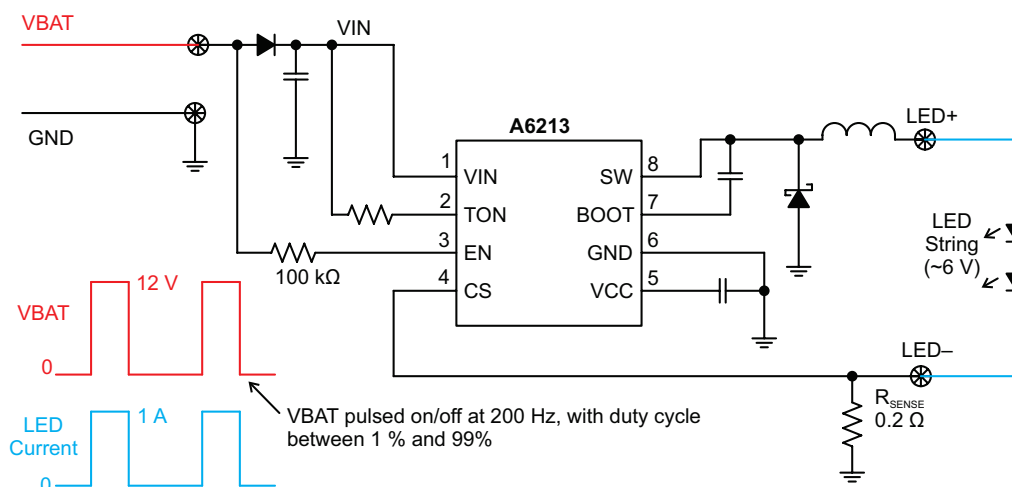 VBAT
VIN
GND
A6213
LED+
1
VIN
SW
8
2
TON
BOOT
7
3
EN
GND
6
4
CS
VCC
5
100 kΩ
LED
String
(~6 V)
12 V
VBAT
0
LED–
VBAT pulsed on/off at 200 Hz, with duty cycle
between 1 % and 99%
R_SENSE
0.2 Ω
1 A
LED
Current
0